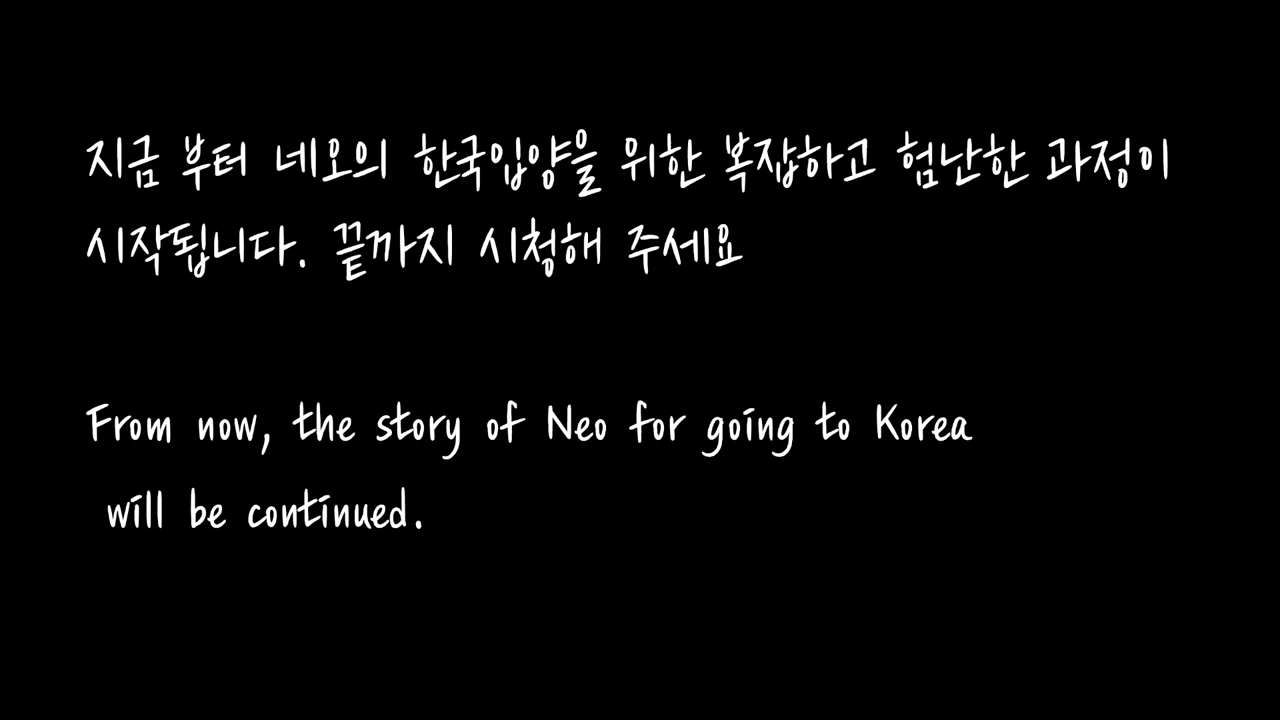 지금 부터 네오의 한국입양을 위한 복잡하고 험난한 과정이
시작됩니다. 끝까지 시청해 주세요
From now, the story of Neo for going to Korea
will be continued.